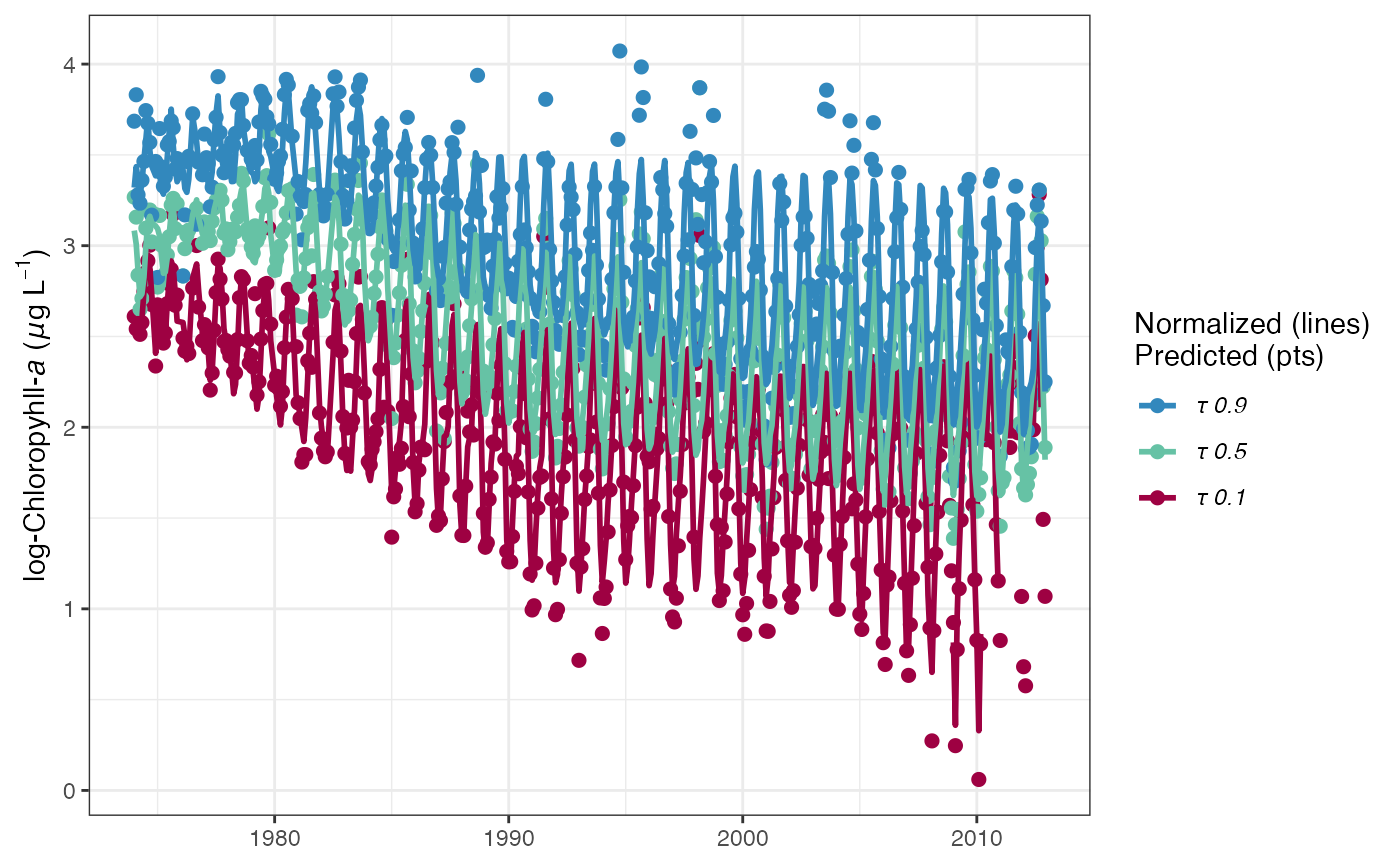 log-Chloropyhll-a (μg L⁻¹)
4
3
2
1
0
1980
1990
2000
2010
Normalized (lines)
Predicted (pts)
τ 0.9
τ 0.5
τ 0.1